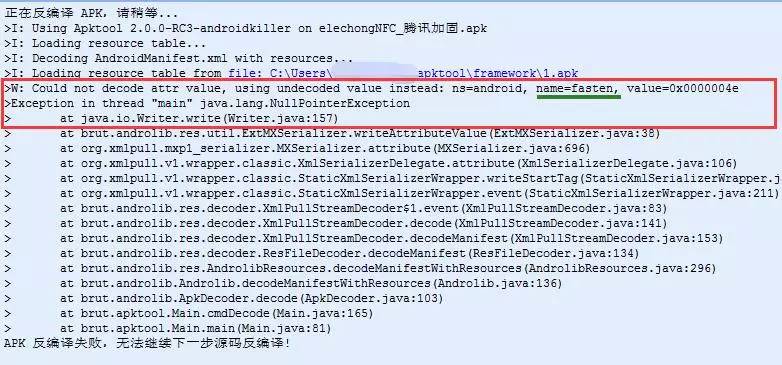 正在反编译 APK，请稍等...
>I: Using Apktool 2.0.0-RC3-androidkiller on elechongNFC_腾讯加固.apk
>I: Loading resource table...
>I: Decoding AndroidManifest.xml with resources...
>I: Loading resource table from file: C:\Users\ apktool\framework\1.apk
>W: Could not decode attr value, using undecoded value instead: ns=android, name=fasten, value=0x0000004e
>Exception in thread "main" java.lang.NullPointerException
>     at java.io.Writer.write(Writer.java:157)
>     at brut.androlib.res.util.ExtMXSerializer.writeAttributeValue(ExtMXSerializer.java:38)
>     at org.xmlpull.mxp1_serializer.MXSerializer.attribute(MXSerializer.java:696)
>     at org.xmlpull.v1.wrapper.classic.XmlSerializerDelegate.attribute(XmlSerializerDelegate.java:106)
>     at org.xmlpull.v1.wrapper.classic.StaticXmlSerializerWrapper.writeStartTag(StaticXmlSerializerWrapper.j
>     at org.xmlpull.v1.wrapper.classic.StaticXmlSerializerWrapper.event(StaticXmlSerializerWrapper.java:211)
>     at brut.androlib.res.decoder.XmlPullStreamDecoder$1.event(XmlPullStreamDecoder.java:83)
>     at brut.androlib.res.decoder.XmlPullStreamDecoder.decode(XmlPullStreamDecoder.java:141)
>     at brut.androlib.res.decoder.XmlPullStreamDecoder.decodeManifest(XmlPullStreamDecoder.java:153)
>     at brut.androlib.res.decoder.ResFileDecoder.decodeManifest(ResFileDecoder.java:134)
>     at brut.androlib.res.AndrolibResources.decodeManifestWithResources(AndrolibResources.java:296)
>     at brut.androlib.Androlib.decodeManifestWithResources(Androlib.java:136)
>     at brut.androlib.ApkDecoder.decode(ApkDecoder.java:103)
>     at brut.apktool.Main.cmdDecode(Main.java:165)
>     at brut.apktool.Main.main(Main.java:81)
APK 反编译失败，无法继续下一步源码反编译!